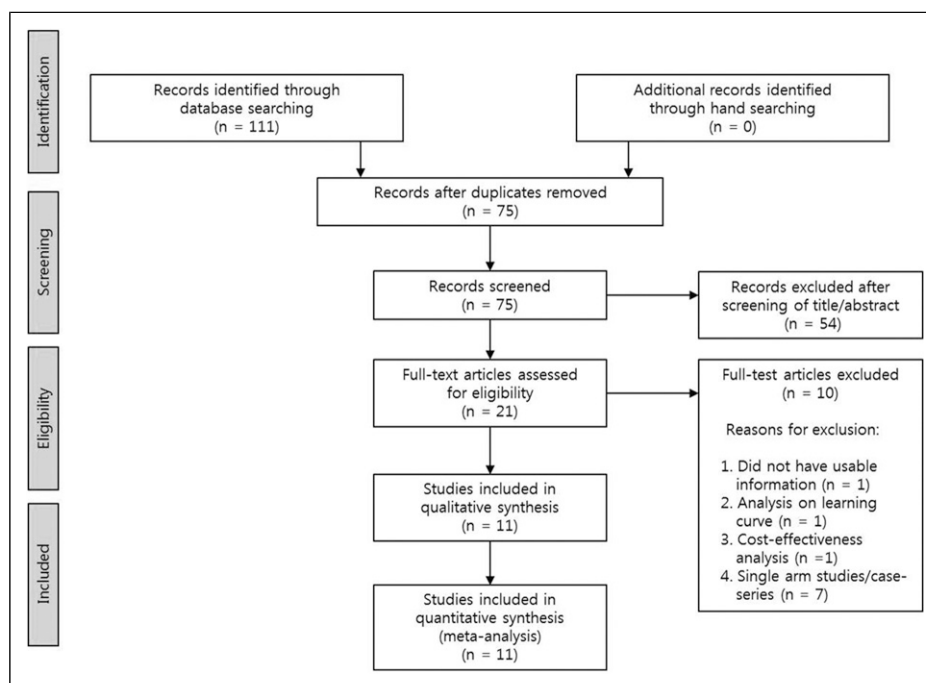 Identification
Records identified through
database searching
(n = 111)
Additional records identified
through hand searching
(n = 0)
Screening
Records after duplicates removed
(n = 75)
Records screened
(n = 75)
Records excluded after
screening of title/abstract
(n = 54)
Eligibility
Full-text articles assessed
for eligibility
(n = 21)
Full-test articles excluded
(n = 10)
Reasons for exclusion:
1. Did not have usable
information (n = 1)
2. Analysis on learning
curve (n = 1)
3. Cost-effectiveness
analysis (n =1)
4. Single arm studies/case-
series (n = 7)
Studies included in
qualitative synthesis
(n = 11)
Included
Studies included in
quantitative synthesis
(meta-analysis)
(n = 11)